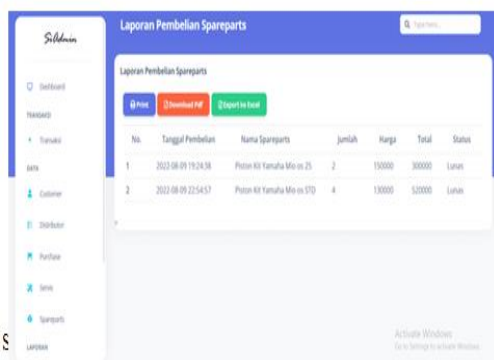 SiAdmin
Dashboard
TRANSAKSI
Transaksi
DATA
Customer
Distributor
Purchase
Servis
Spareparts
LAPORAN
Laporan Pembelian Spareparts
Type here...
Laporan Pembelian Spareparts
Print Download Pdf Export to Excel
No. Tanggal Pembelian Nama Spareparts Jumlah Harga Total Status
1 2022-08-09 19:24:38 Piston Kit Yamaha Mio os 25 2 150000 300000 Lunas
2 2022-08-09 22:54:57 Piston Kit Yamaha Mio os STD 4 130000 520000 Lunas
Activate Windows
Go to Settings to activate Windows.
S